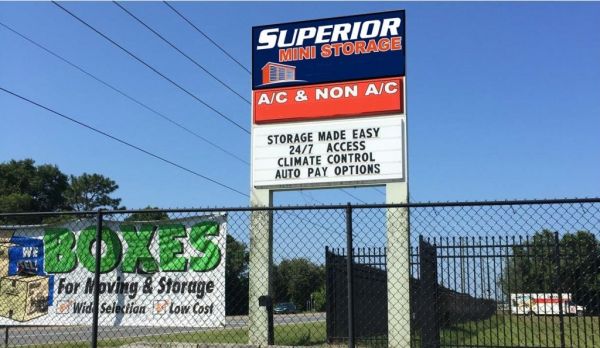 SUPERIOR
MINI STORAGE
A/C & NON A/C
STORAGE MADE EASY
24/7 ACCESS
CLIMATE CONTROL
AUTO PAY OPTIONS
WE
BOXES
For Moving & Storage
Wide Selection Low Cost